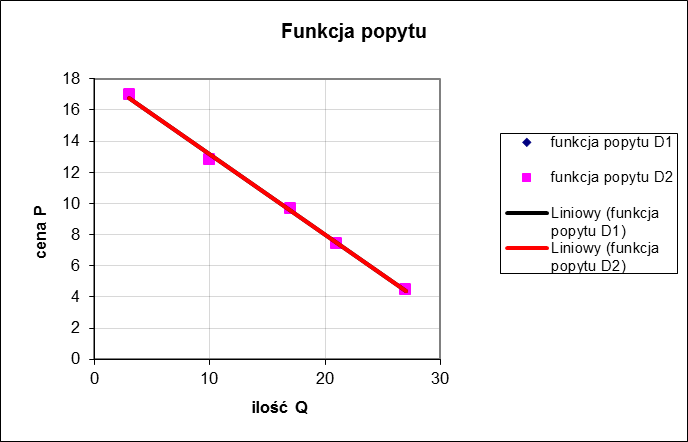 Funkcja popytu
18
16
14
12
10
8
6
4
2
0
0 10 20 30
cena P
ilość Q
funkcja popytu D1
funkcja popytu D2
Liniowy (funkcja
popytu D1)
Liniowy (funkcja
popytu D2)